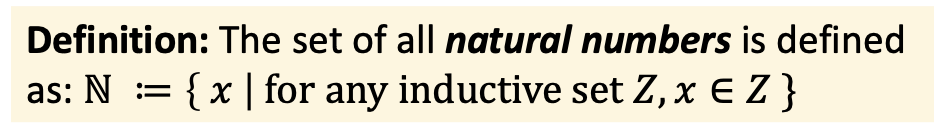 Definition: The set of all natural numbers is defined
as: ℕ ≔ { x | for any inductive set Z, x ∈ Z }